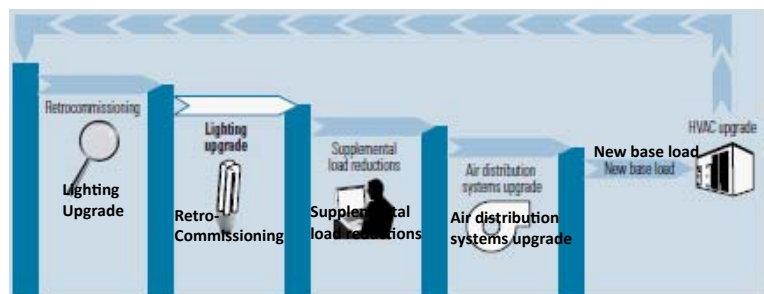 HVAC upgrade
Retrocommissioning
Lighting
upgrade
Supplemental
load reductions
Air distribution
systems upgrade
New base load
New base load
Lighting
Upgrade
Retro-
Commissioning
Supplemental
load reductions
Air distribution
systems upgrade